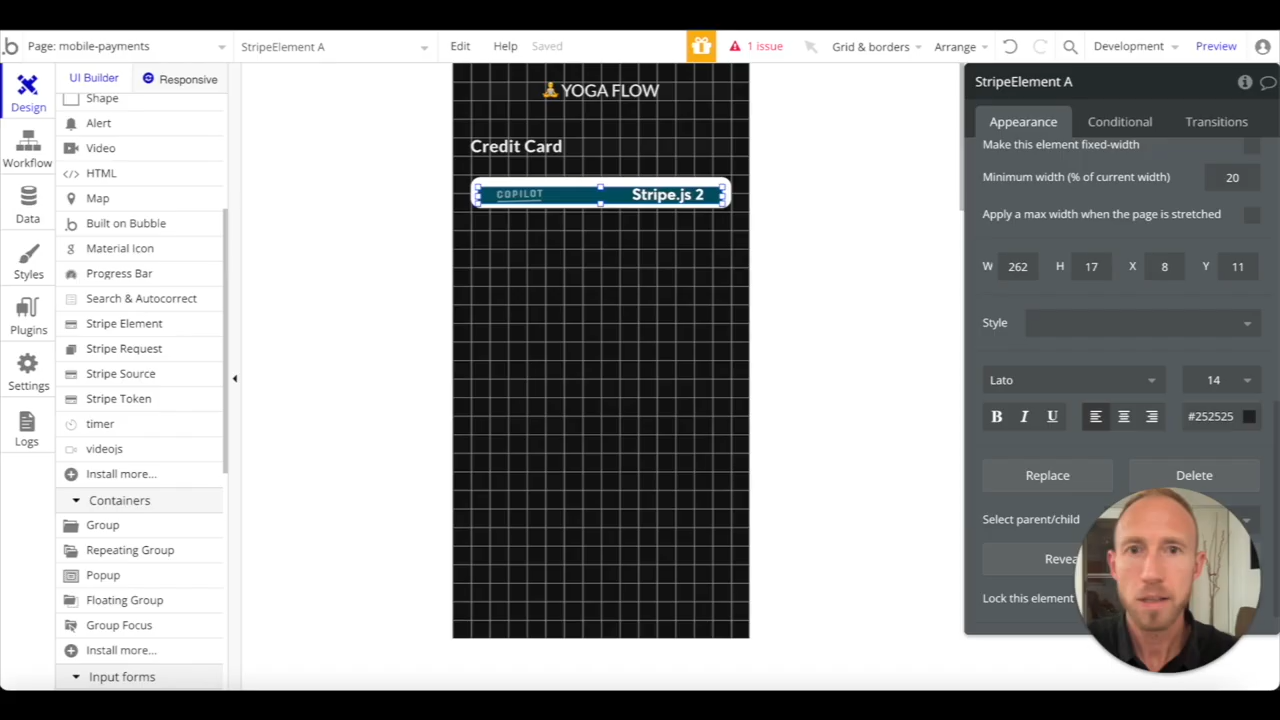 Page: mobile-payments
StripeElement A
Edit
Help
Saved
1 issue
Grid & borders
Arrange
Development
Preview
UI Builder
Responsive
Design
Workflow
Data
Styles
Plugins
Settings
Logs
Shape
Alert
Video
HTML
Map
Built on Bubble
Material Icon
Progress Bar
Search & Autocorrect
Stripe Element
Stripe Request
Stripe Source
Stripe Token
timer
videojs
Install more...
Containers
Group
Repeating Group
Popup
Floating Group
Group Focus
Install more...
Input forms
YOGA FLOW
Credit Card
COPILOT
Stripe.js 2
StripeElement A
Appearance
Conditional
Transitions
Make this element fixed-width
Minimum width (% of current width) 20
Apply a max width when the page is stretched
W 262 H 17 X 8 Y 11
Style
Lato 14
B I U #252525
Replace
Delete
Select parent/child
Revea
Lock this element